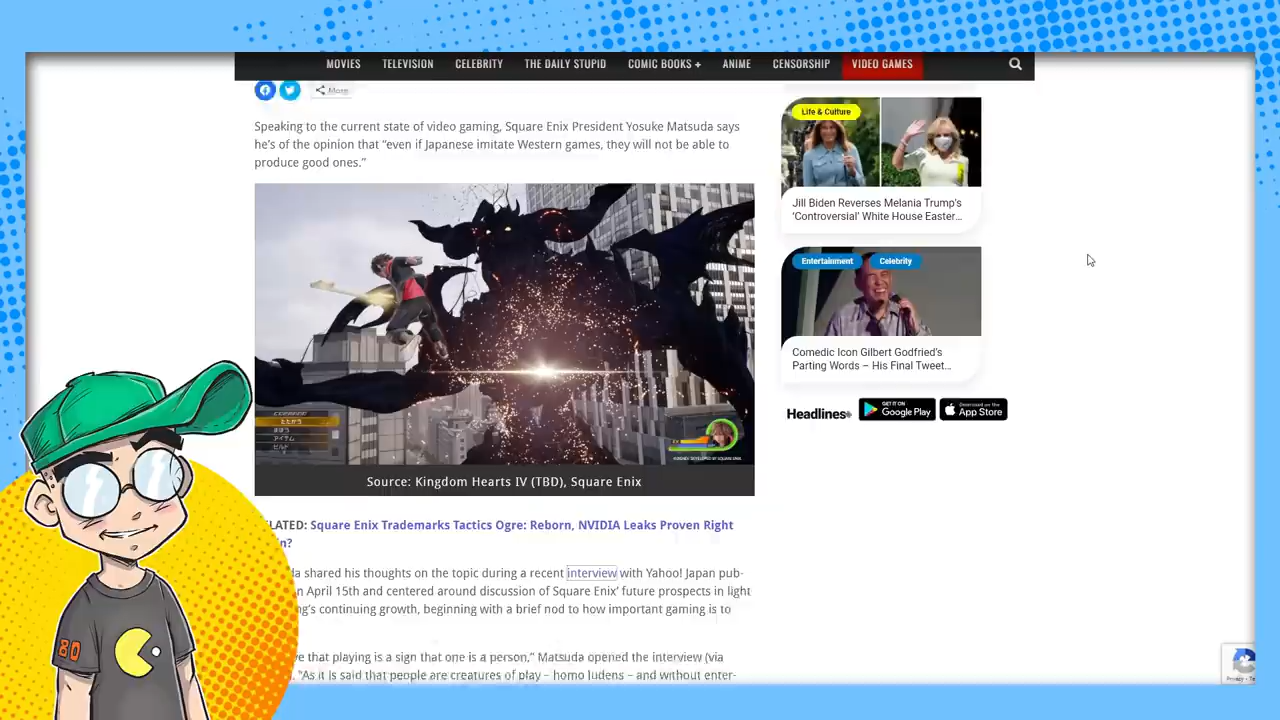 MOVIES TELEVISION CELEBRITY THE DAILY STUPID COMIC BOOKS + ANIME CENSORSHIP VIDEO GAMES
More
Speaking to the current state of video gaming, Square Enix President Yosuke Matsuda says
he's of the opinion that “even if Japanese imitate Western games, they will not be able to
produce good ones.”
Source: Kingdom Hearts IV (TBD), Square Enix
LATED: Square Enix Trademarks Tactics Ogre: Reborn, NVIDIA Leaks Proven Right
in?
da shared his thoughts on the topic during a recent interview with Yahoo! Japan pub-
n April 15th and centered around discussion of Square Enix' future prospects in light
ng's continuing growth, beginning with a brief nod to how important gaming is to
ve that playing is a sign that one is a person,” Matsuda opened the interview (via
“As it is said that people are creatures of play – homo ludens – and without enter-
Life & Culture
Jill Biden Reverses Melania Trump's
‘Controversial’ White House Easter...
Entertainment Celebrity
Comedic Icon Gilbert Godfried's
Parting Words – His Final Tweet...
Headlines+
GET IT ON Google Play
Download on the App Store
80